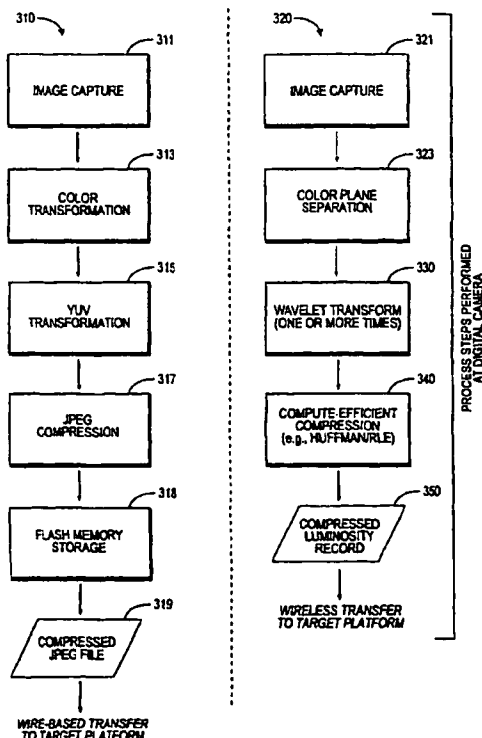 310
311
IMAGE CAPTURE
313
COLOR
TRANSFORMATION
315
YUV
TRANSFORMATION
317
JPEG
COMPRESSION
318
FLASH MEMORY
STORAGE
319
COMPRESSED
JPEG FILE
WIRE-BASED TRANSFER
TO TARGET PLATFORM
320
321
IMAGE CAPTURE
323
COLOR PLANE
SEPARATION
330
WAVELET TRANSFORM
(ONE OR MORE TIMES)
340
COMPUTE-EFFICIENT
COMPRESSION
(e.g., HUFFMAN/RLE)
350
COMPRESSED
LUMINOSITY
RECORD
WIRELESS TRANSFER
TO TARGET PLATFORM
PROCESS STEPS PERFORMED
AT DIGITAL CAMERA